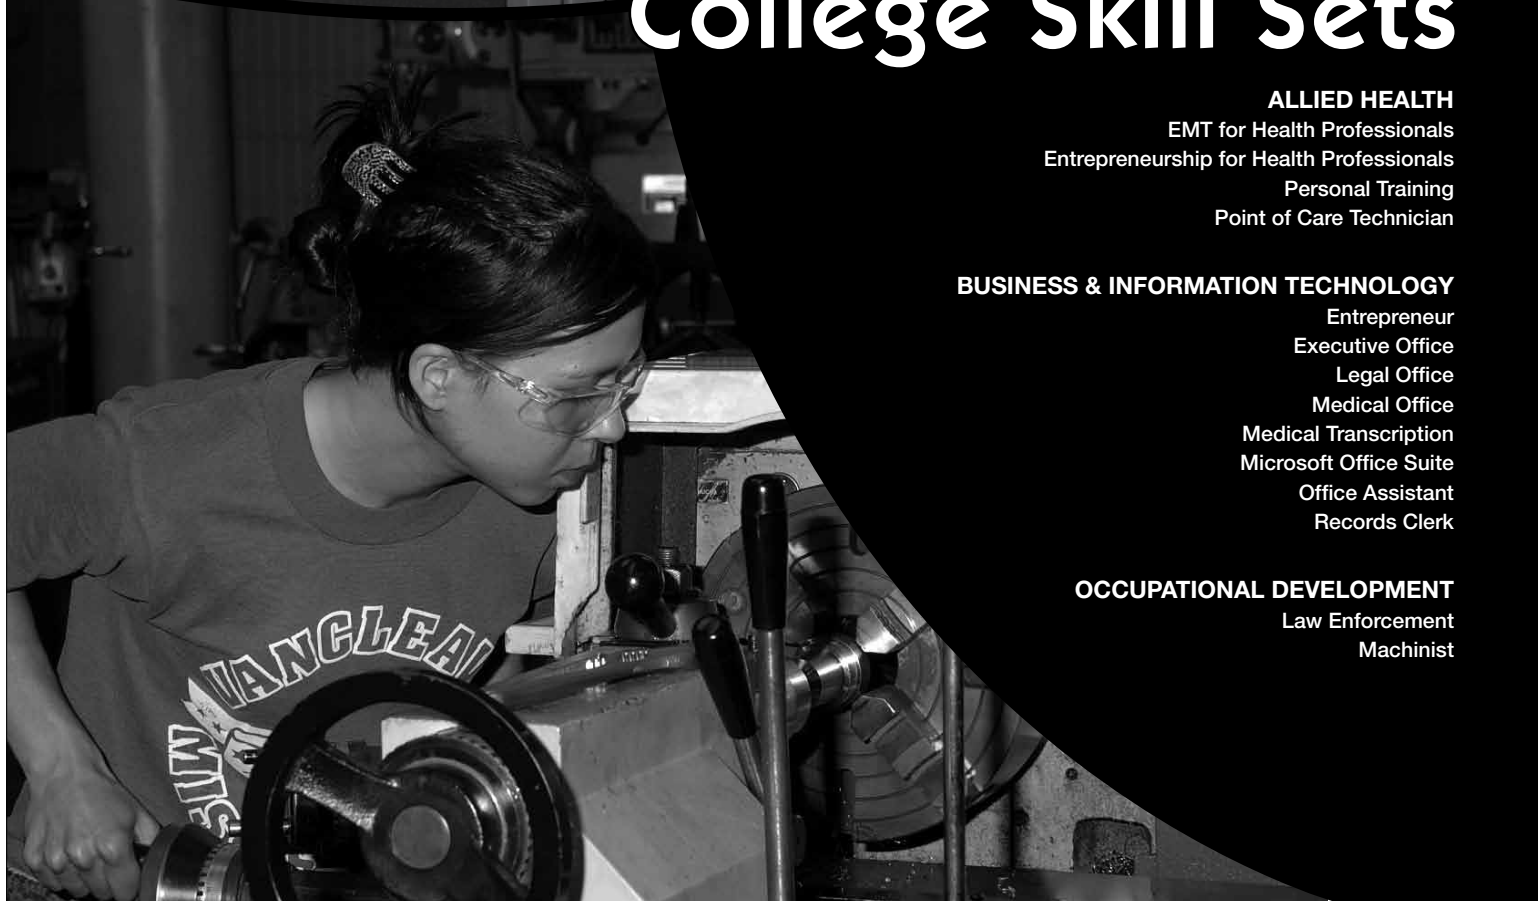 College Skill Sets
ALLIED HEALTH
EMT for Health Professionals
Entrepreneurship for Health Professionals
Personal Training
Point of Care Technician
BUSINESS & INFORMATION TECHNOLOGY
Entrepreneur
Executive Office
Legal Office
Medical Office
Medical Transcription
Microsoft Office Suite
Office Assistant
Records Clerk
OCCUPATIONAL DEVELOPMENT
Law Enforcement
Machinist
VANCLEA
MIS